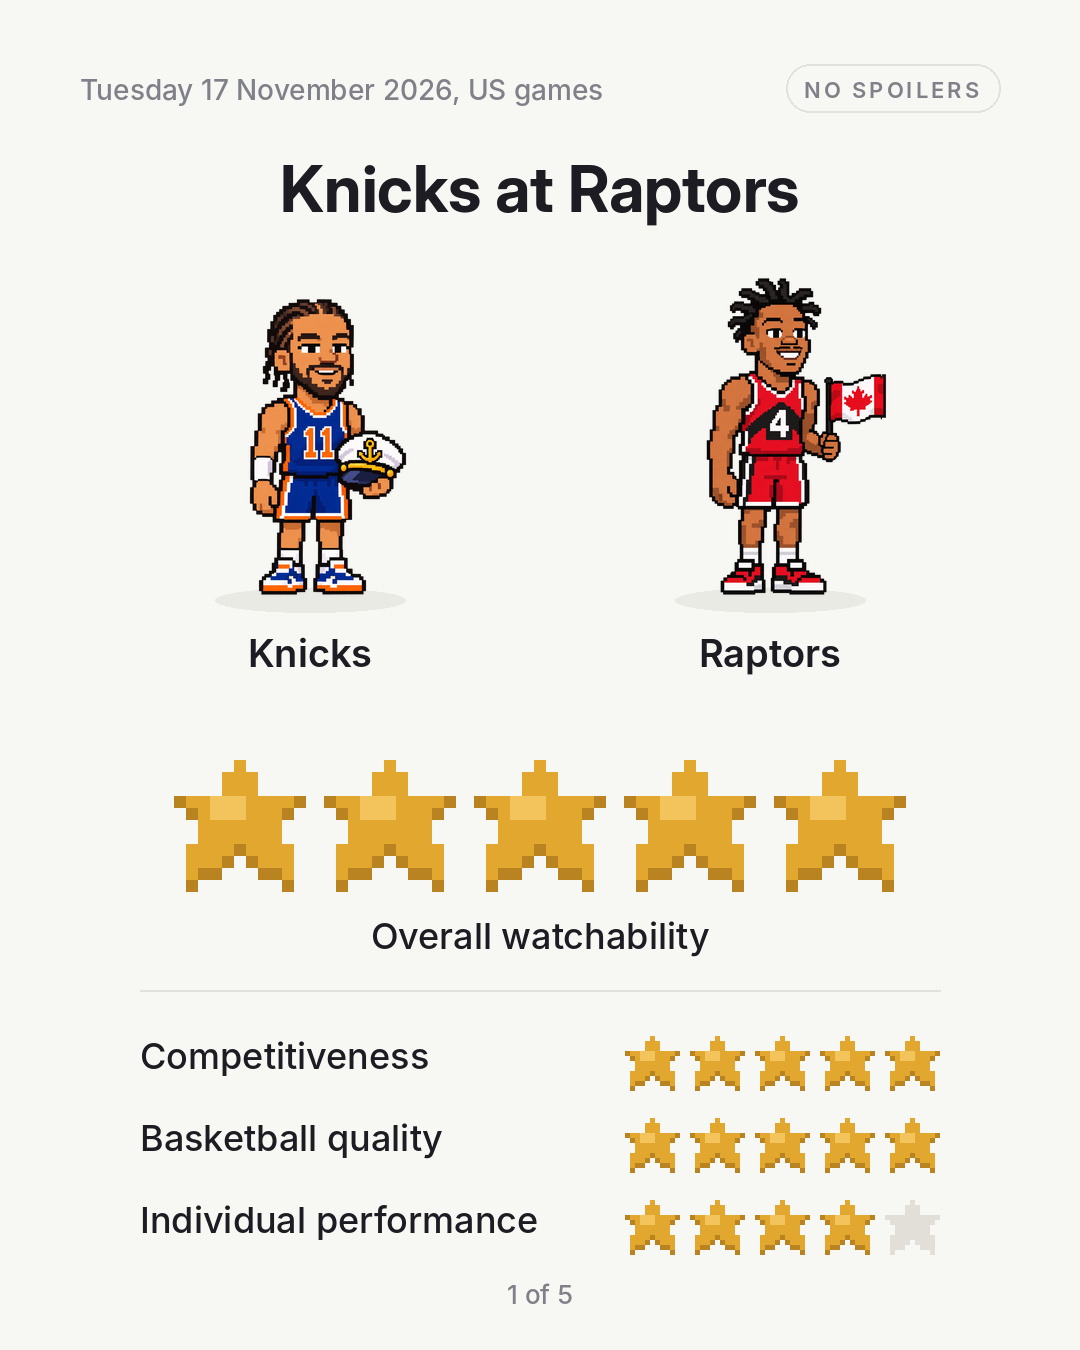 Tuesday 17 November 2026, US games
NO SPOILERS
Knicks at Raptors
11
4
Knicks
Raptors
Overall watchability
Competitiveness
Basketball quality
Individual performance
1 of 5